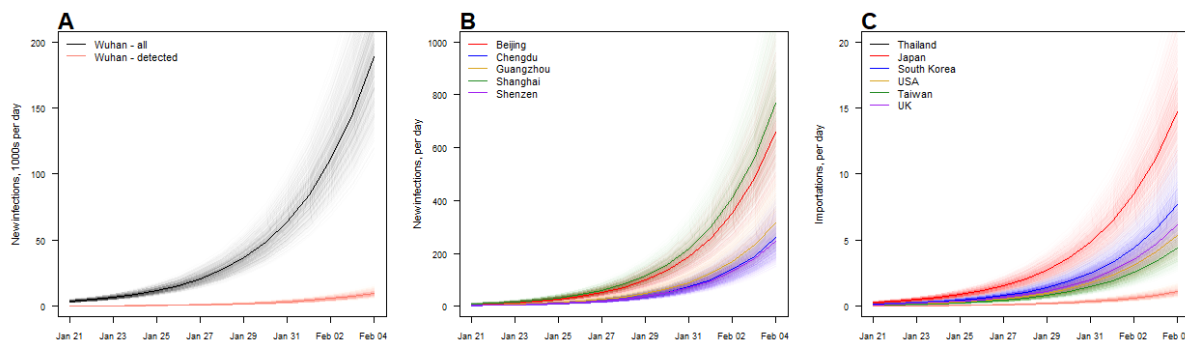 A
Wuhan - all
Wuhan - detected
New infections, 1000s per day
200
150
100
50
0
Jan 21 Jan 23 Jan 25 Jan 27 Jan 29 Jan 31 Feb 02 Feb 04
B
Beijing
Chengdu
Guangzhou
Shanghai
Shenzen
New infections, per day
1000
800
600
400
200
0
Jan 21 Jan 23 Jan 25 Jan 27 Jan 29 Jan 31 Feb 02 Feb 04
C
Thailand
Japan
South Korea
USA
Taiwan
UK
Importations, per day
20
15
10
5
0
Jan 21 Jan 23 Jan 25 Jan 27 Jan 29 Jan 31 Feb 02 Feb 0